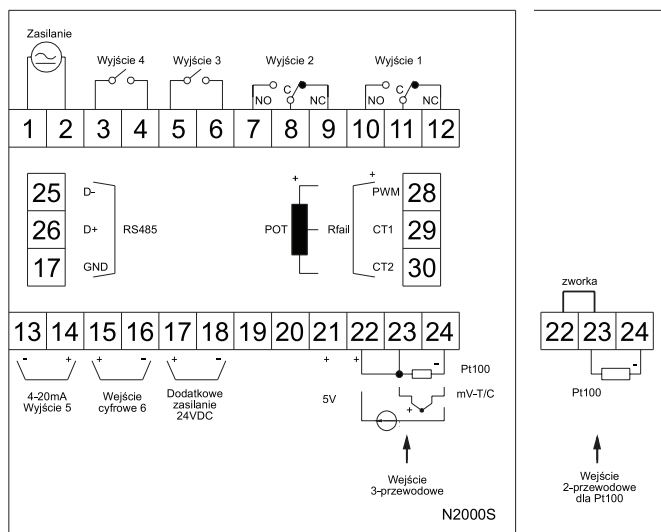 Zasilanie
Wyjście 4
Wyjście 3
Wyjście 2
Wyjście 1
NO C NC
NO C NC
1 2 3 4 5 6 7 8 9 10 11 12
25 D-
26 D+ RS485
17 GND
+
POT
Rfail
+
PWM 28
CT1 29
CT2 30
13 14 15 16 17 18 19 20 21 22 23 24
- + + - + - + + -
4-20mA
Wyjście 5
Wejście
cyfrowe 6
Dodatkowe
zasilanie
24VDC
5V
Pt100
mV-T/C
+ -
Wejście
3-przewodowe
N2000S
zworka
22 23 24
-
Pt100
Wejście
2-przewodowe
dla Pt100